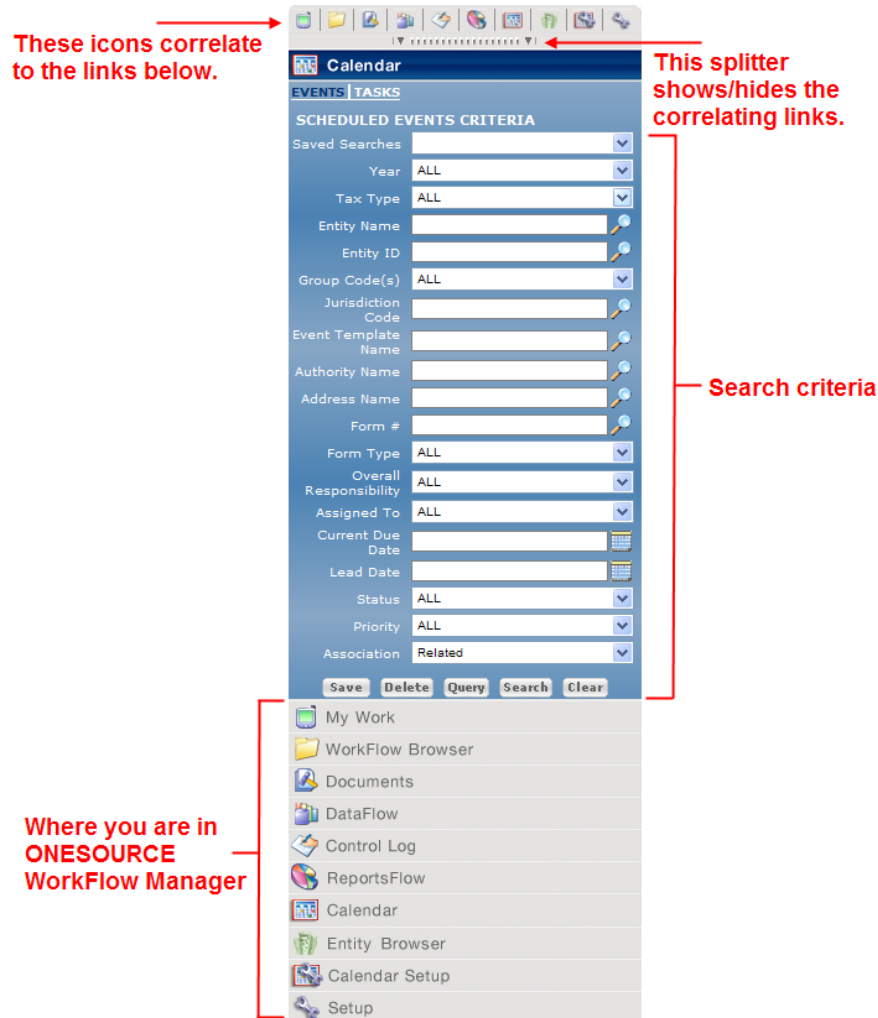 These icons correlate
to the links below.
This splitter
shows/hides the
correlating links.
Calendar
EVENTS TASKS
SCHEDULED EVENTS CRITERIA
Saved Searches
Year ALL
Tax Type ALL
Entity Name
Entity ID
Group Code(s) ALL
Jurisdiction
Code
Event Template
Name
Authority Name
Address Name
Form #
Form Type ALL
Overall
Responsibility ALL
Assigned To ALL
Current Due
Date
Lead Date
Status ALL
Priority ALL
Association Related
Save Delete Query Search Clear
Search criteria
Where you are in
ONESOURCE
WorkFlow Manager
My Work
WorkFlow Browser
Documents
DataFlow
Control Log
ReportsFlow
Calendar
Entity Browser
Calendar Setup
Setup